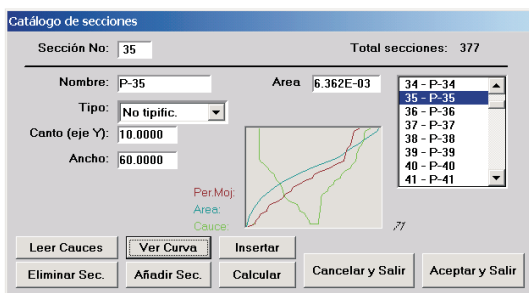 Catálogo de secciones
Sección No: 35 Total secciones: 377
Nombre: P-35 Area 6.362E-03
Tipo: No tipific.
Canto (eje Y): 10.0000
Ancho: 60.0000
34 - P-34
35 - P-35
36 - P-36
37 - P-37
38 - P-38
39 - P-39
40 - P-40
41 - P-41
Per.Moj:
Area:
Cauce:
77
Leer Cauces Ver Curva Insertar
Eliminar Sec. Añadir Sec. Calcular Cancelar y Salir Aceptar y Salir